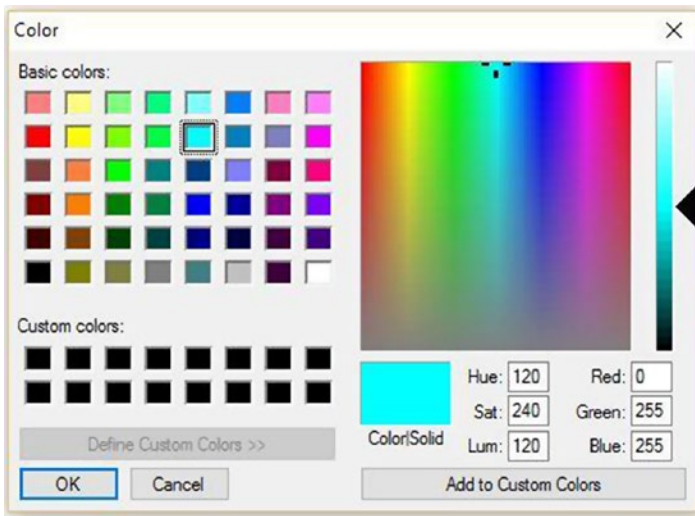 Color
Basic colors:
Custom colors:
Define Custom Colors >>
OK Cancel
Color|Solid
Hue: 120 Red: 0
Sat: 240 Green: 255
Lum: 120 Blue: 255
Add to Custom Colors